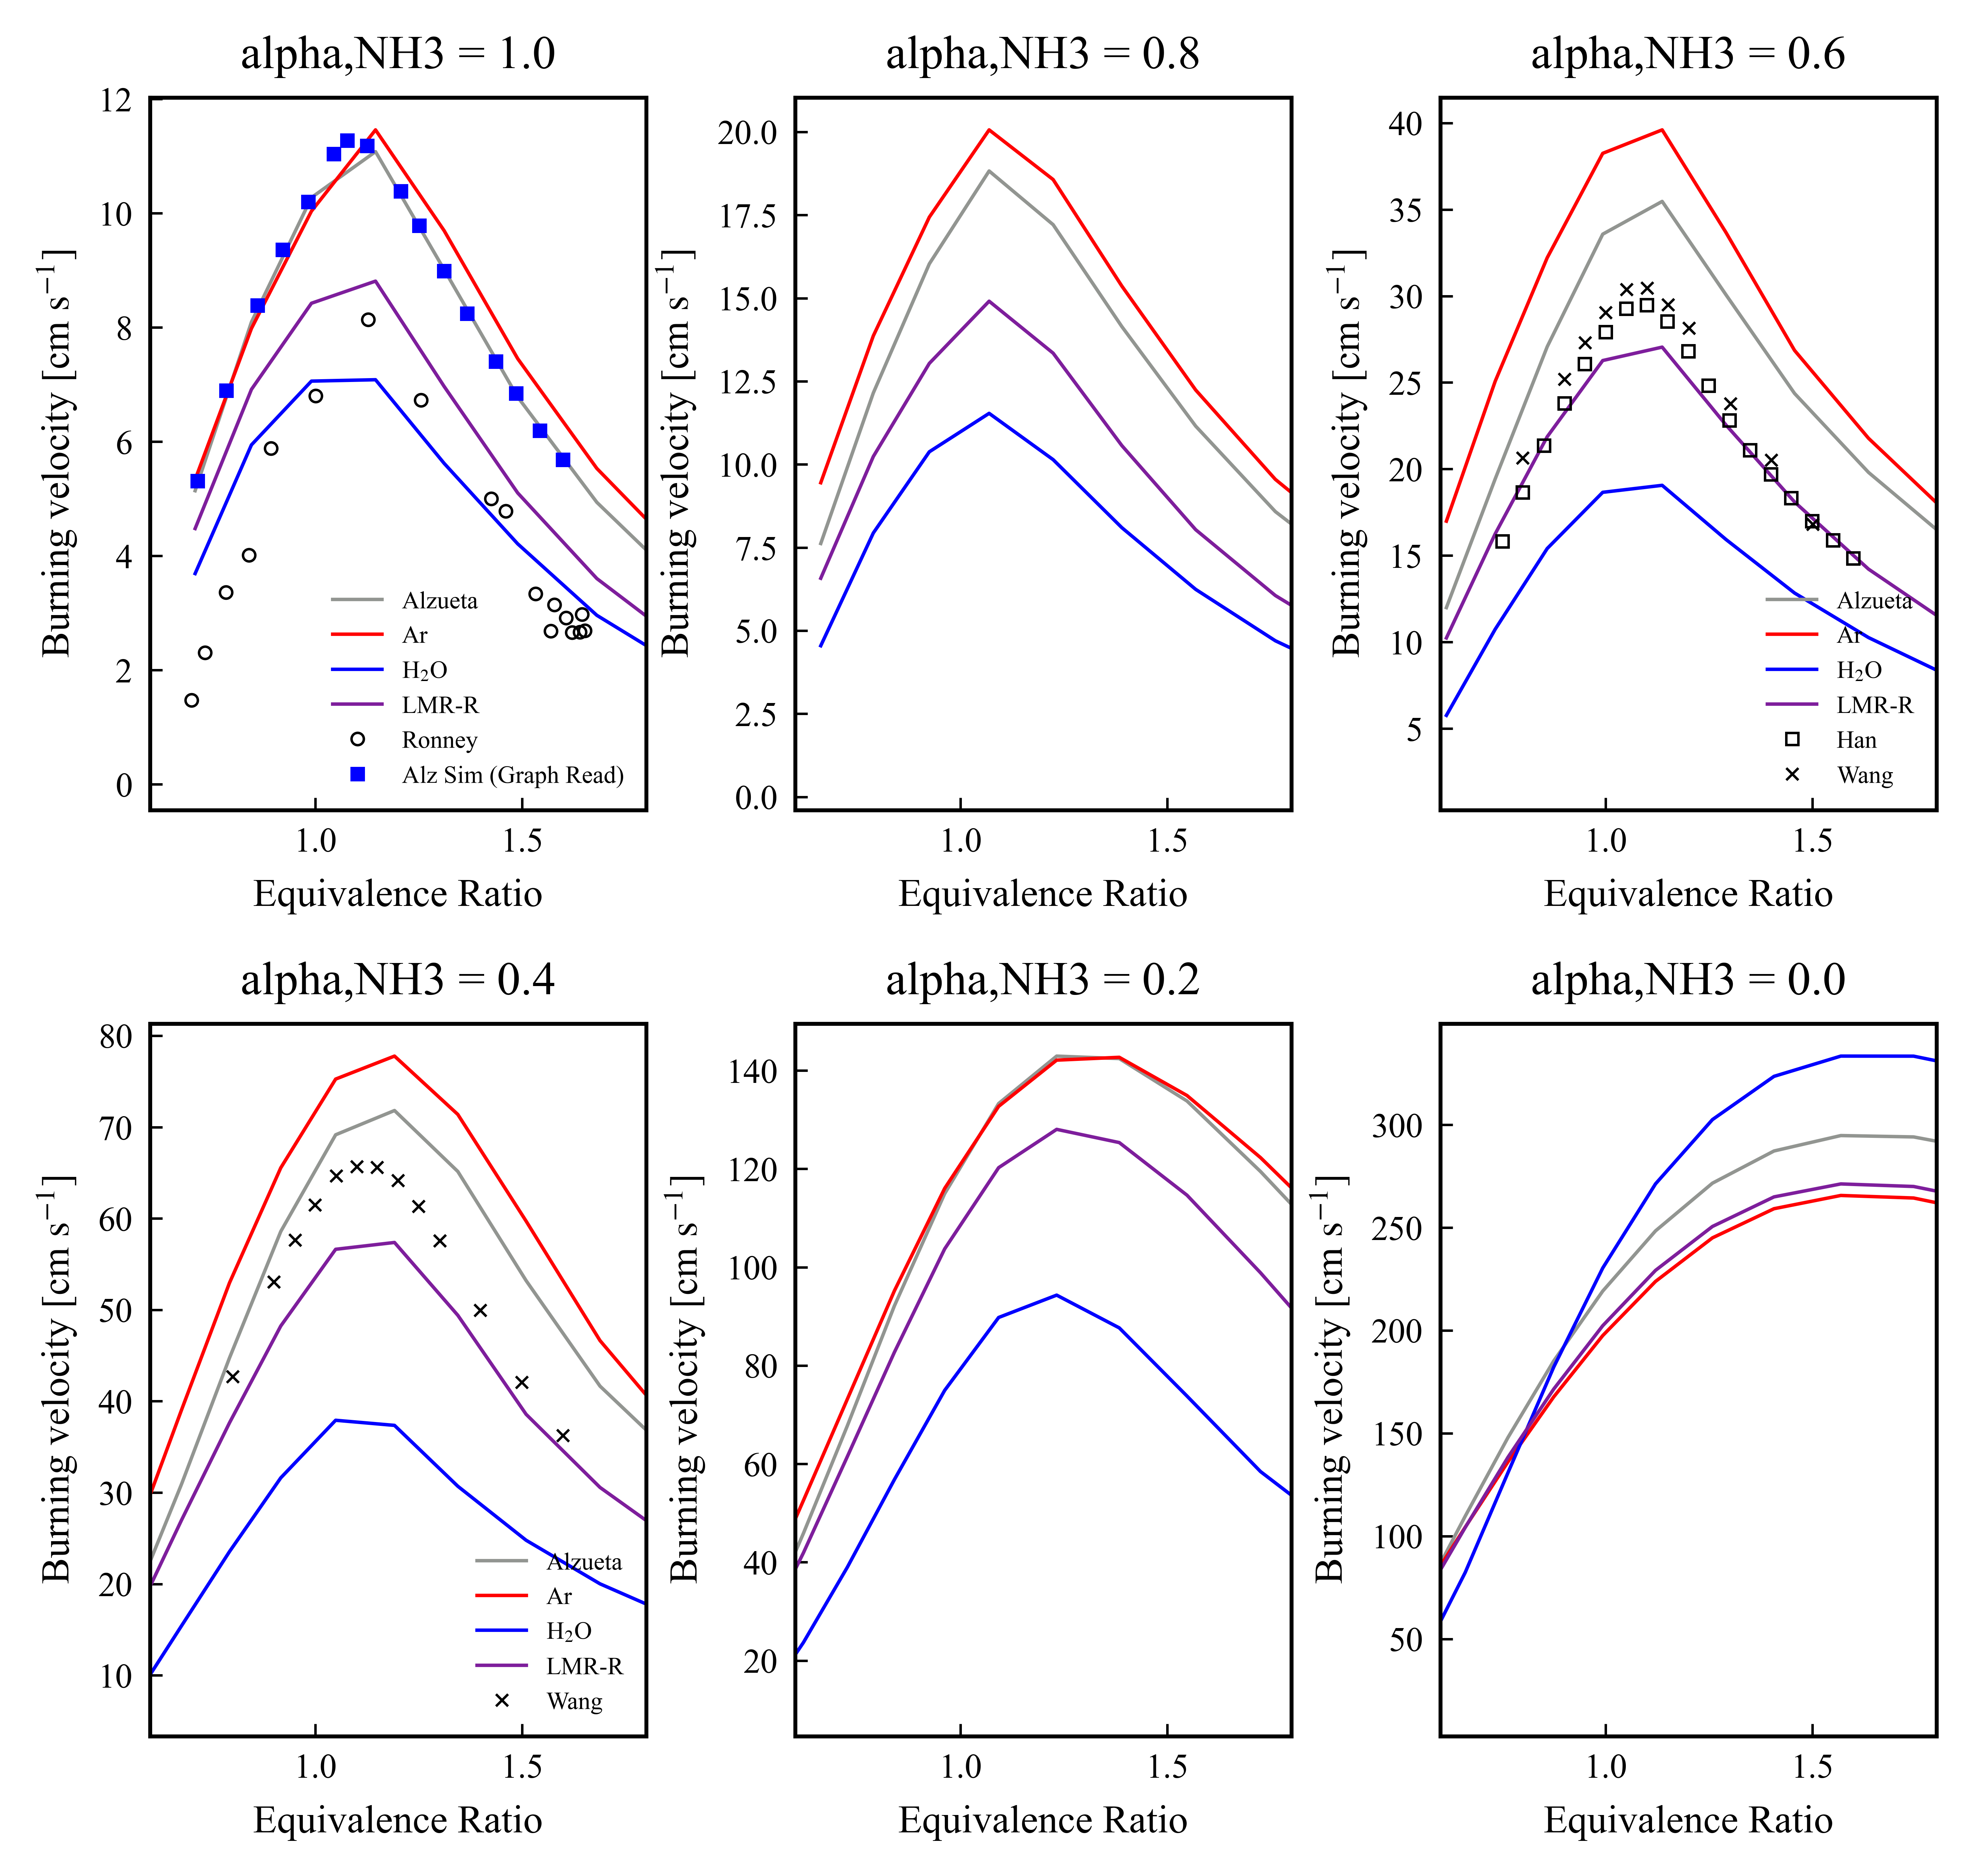 alpha,NH3 = 1.0
Burning velocity [cm s⁻¹]
12
10
8
6
4
2
0
Alzueta
Ar
H₂O
LMR-R
Ronney
Alz Sim (Graph Read)
1.0 1.5
Equivalence Ratio
alpha,NH3 = 0.8
Burning velocity [cm s⁻¹]
20.0
17.5
15.0
12.5
10.0
7.5
5.0
2.5
0.0
1.0 1.5
Equivalence Ratio
alpha,NH3 = 0.6
Burning velocity [cm s⁻¹]
40
35
30
25
20
15
10
5
Alzueta
Ar
H₂O
LMR-R
Han
Wang
1.0 1.5
Equivalence Ratio
alpha,NH3 = 0.4
Burning velocity [cm s⁻¹]
80
70
60
50
40
30
20
10
Alzueta
Ar
H₂O
LMR-R
Wang
1.0 1.5
Equivalence Ratio
alpha,NH3 = 0.2
Burning velocity [cm s⁻¹]
140
120
100
80
60
40
20
1.0 1.5
Equivalence Ratio
alpha,NH3 = 0.0
Burning velocity [cm s⁻¹]
300
250
200
150
100
50
1.0 1.5
Equivalence Ratio